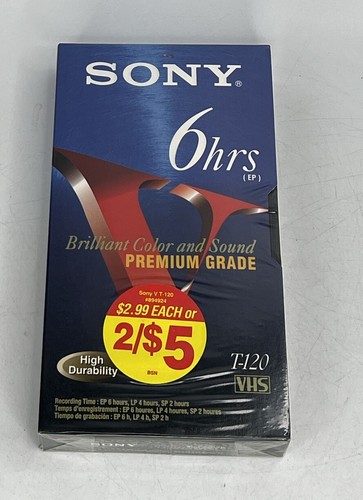 SONY®
6hrs
(EP)
Brilliant Color and Sound
PREMIUM GRADE
Sony V T-120
#894924
$2.99 EACH or
2/$5
BSN
High
Durability
T-120
VHS
Recording Time : EP 6 hours, LP 4 hours, SP 2 hours
Temps d'enregistrement : EP 6 heures, LP 4 heures, SP 2 heures
Tiempo de grabación : EP 6 h, LP 4 h, SP 2 h
SONY